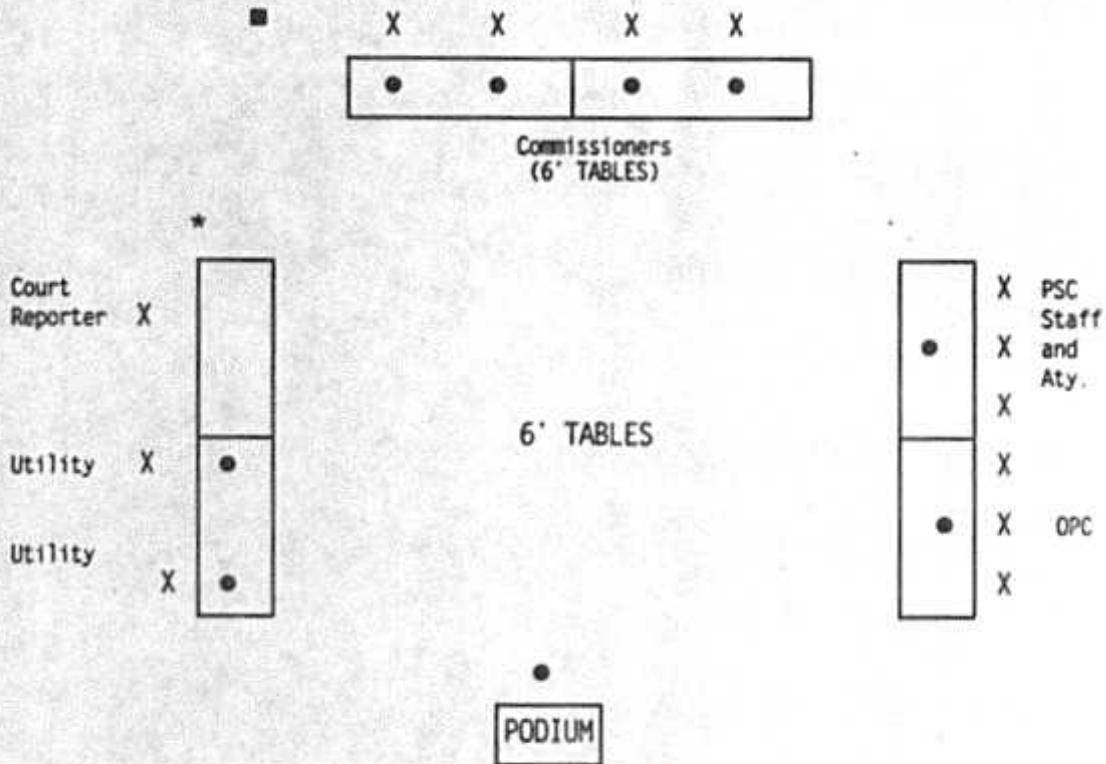 X X X X
Commissioners
(6' TABLES)
*
Court
Reporter X
X PSC
Staff
X and
Aty.
X
6' TABLES
Utility X
X
X OPC
Utility
X
X
PODIUM